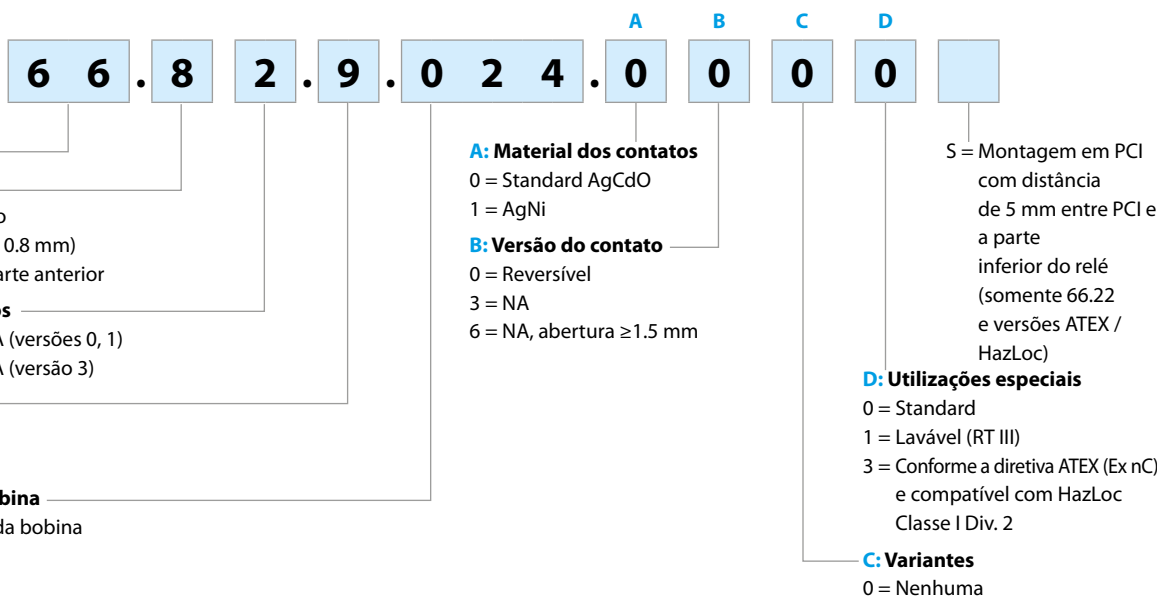 A B C D
6 6 . 8 2 . 9 . 0 2 4 . 0 0 0 0
A: Material dos contatos
0 = Standard AgCdO
1 = AgNi
B: Versão do contato
0 = Reversível
3 = NA
6 = NA, abertura ≥1.5 mm
S = Montagem em PCI
com distância
de 5 mm entre PCI e
a parte
inferior do relé
(somente 66.22
e versões ATEX /
HazLoc)
D: Utilizações especiais
0 = Standard
1 = Lavável (RT III)
3 = Conforme a diretiva ATEX (Ex nC)
e compatível com HazLoc
Classe I Div. 2
C: Variantes
0 = Nenhuma
0.8 mm)
anterior
(versões 0, 1)
(versão 3)
da bobina